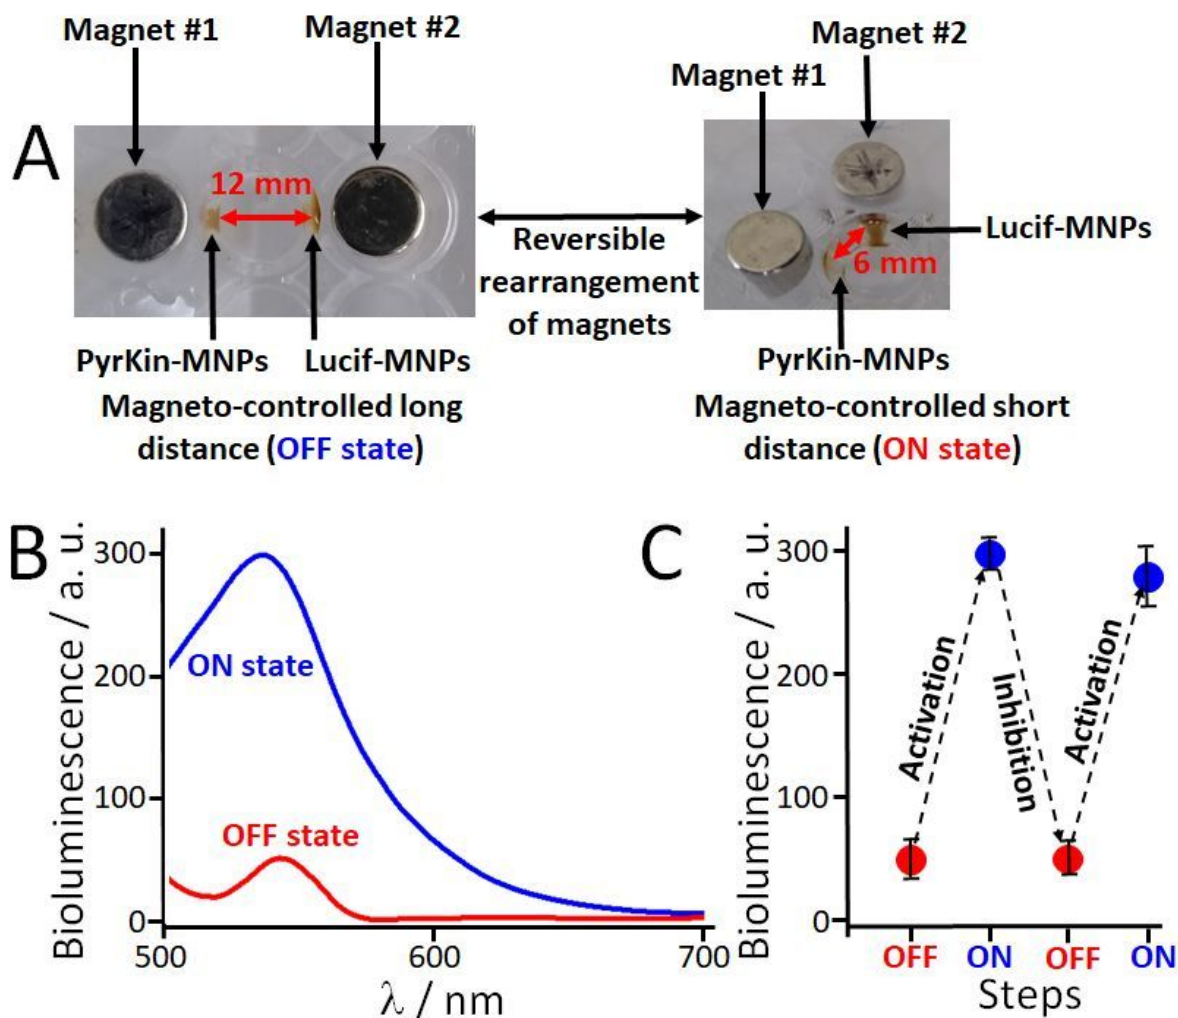 Magnet #1
Magnet #2
Magnet #2
Magnet #1
A
12 mm
Reversible
rearrangement
of magnets
6 mm
Lucif-MNPs
PyrKin-MNPs
Lucif-MNPs
PyrKin-MNPs
Magneto-controlled long
distance (OFF state)
Magneto-controlled short
distance (ON state)
B
Bioluminescence / a. u.
300
200
100
0
ON state
OFF state
500
600
700
λ / nm
C
Bioluminescence / a. u.
300
200
100
0
Activation
Inhibition
Activation
OFF
ON
OFF
ON
Steps